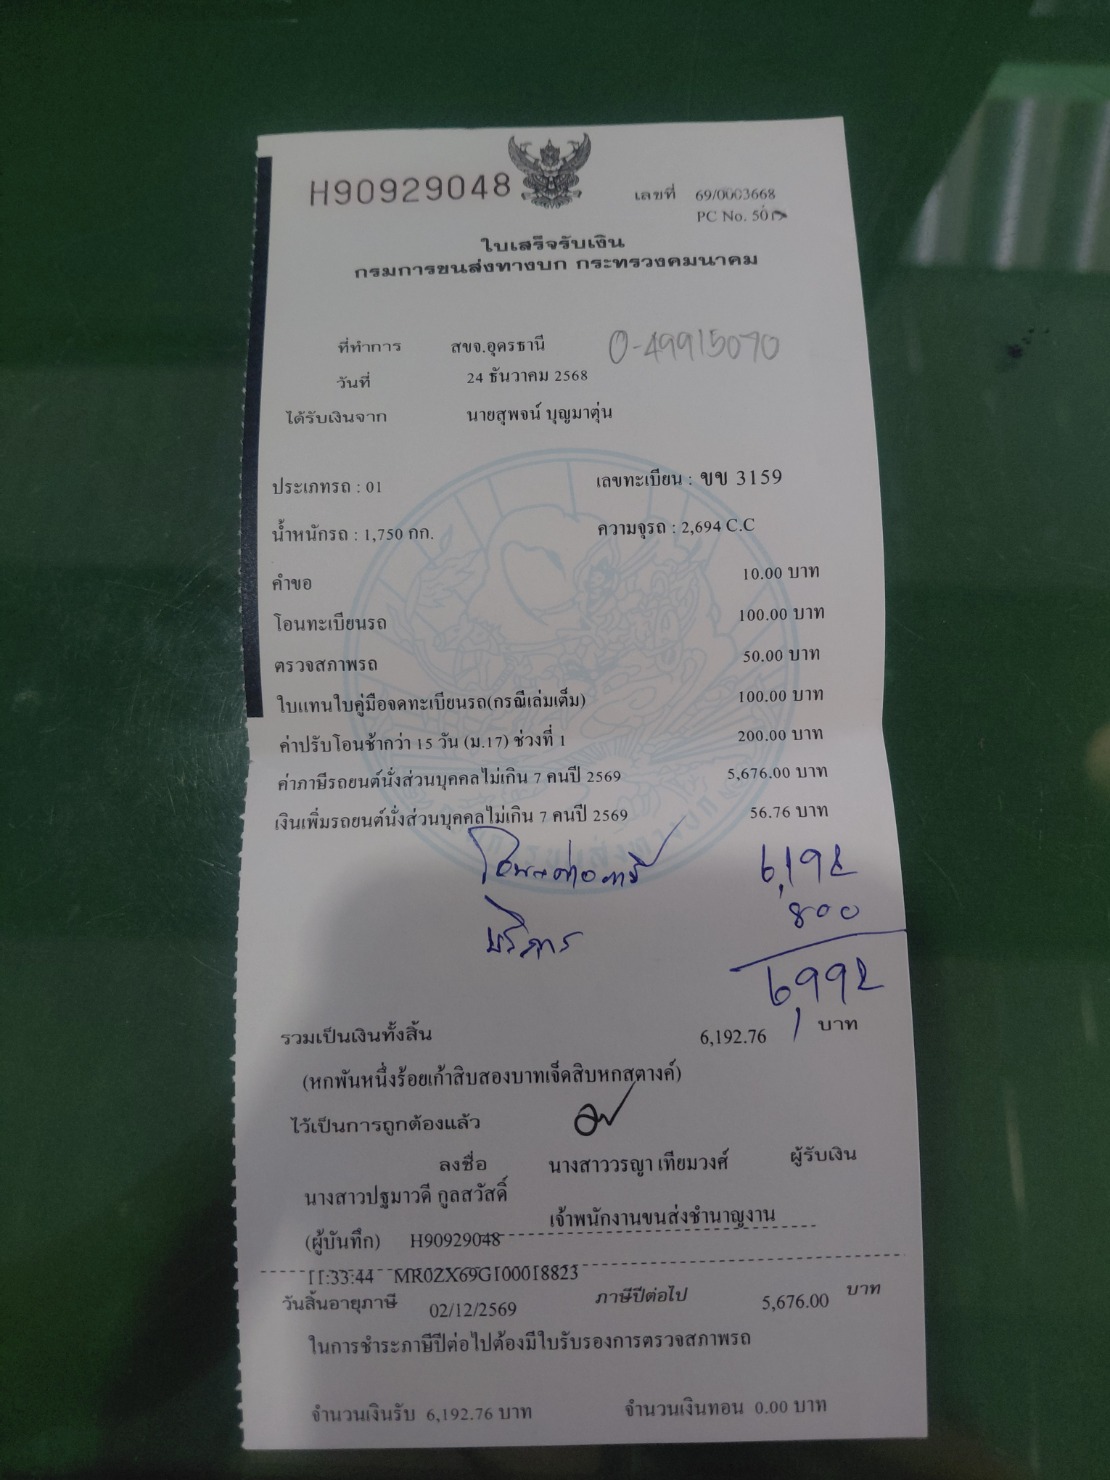 H90929048
เลขที่ 69/0003668
PC No. 501
ใบเสร็จรับเงิน
กรมการขนส่งทางบก กระทรวงคมนาคม
ที่ทำการ สขจ.อุดรธานี 0-49915070
วันที่ 24 ธันวาคม 2568
ได้รับเงินจาก นายสุพจน์ บุญมาตุ่น
ประเภทรถ : 01 เลขทะเบียน : ขข 3159
น้ำหนักรถ : 1,750 กก. ความจุรถ : 2,694 C.C
คำขอ 10.00 บาท
โอนทะเบียนรถ 100.00 บาท
ตรวจสภาพรถ 50.00 บาท
ใบแทนใบคู่มือจดทะเบียนรถ(กรณีเล่มเต็ม) 100.00 บาท
ค่าปรับโอนช้ากว่า 15 วัน (ม.17) ช่วงที่ 1 200.00 บาท
ค่าภาษีรถยนต์นั่งส่วนบุคคลไม่เกิน 7 คนปี 2569 5,676.00 บาท
เงินเพิ่มรถยนต์นั่งส่วนบุคคลไม่เกิน 7 คนปี 2569 56.76 บาท
6,192
บริการ 800
6,992
รวมเป็นเงินทั้งสิ้น 6,192.76 บาท
(หกพันหนึ่งร้อยเก้าสิบสองบาทเจ็ดสิบหกสตางค์)
ไว้เป็นการถูกต้องแล้ว
ลงชื่อ นางสาววรญา เทียมวงศ์ ผู้รับเงิน
นางสาวปฐมาวดี กูลสวัสดิ์
เจ้าพนักงานขนส่งชำนาญงาน
(ผู้บันทึก) H90929048
11:33:44 MR0ZX69G100018823
วันสิ้นอายุภาษี 02/12/2569 ภาษีปีต่อไป 5,676.00 บาท
ในการชำระภาษีปีต่อไปต้องมีใบรับรองการตรวจสภาพรถ
จำนวนเงินรับ 6,192.76 บาท จำนวนเงินทอน 0.00 บาท